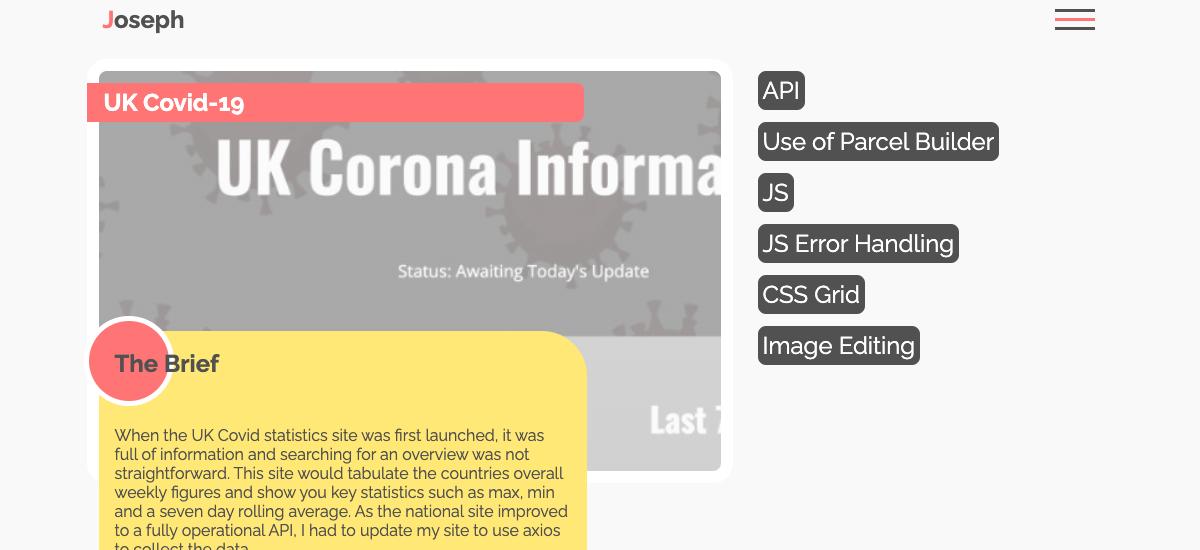 Joseph
UK Covid-19
UK Corona Informa
Status: Awaiting Today's Update
Last 7
API
Use of Parcel Builder
JS
JS Error Handling
CSS Grid
Image Editing
The Brief
When the UK Covid statistics site was first launched, it was
full of information and searching for an overview was not
straightforward. This site would tabulate the countries overall
weekly figures and show you key statistics such as max, min
and a seven day rolling average. As the national site improved
to a fully operational API, I had to update my site to use axios
to collect the data